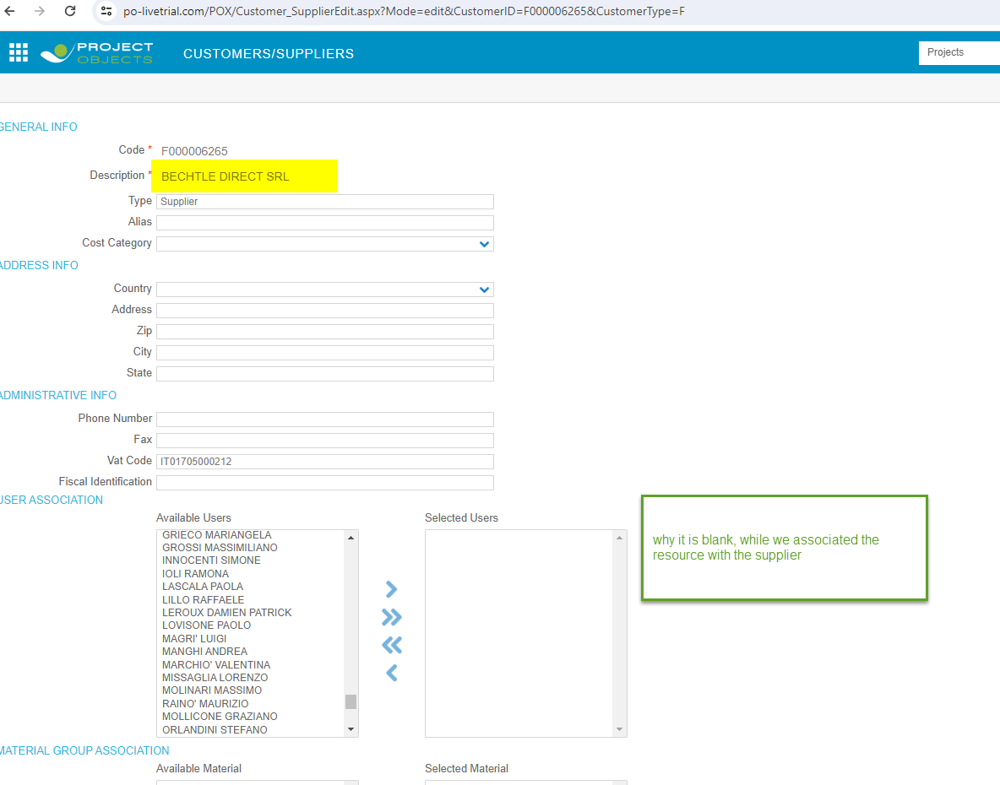 po-livetrial.com/POX/Customer_SupplierEdit.aspx?Mode=edit&CustomerID=F000006265&CustomerType=F
PROJECT
OBJECTS
CUSTOMERS/SUPPLIERS
Projects
GENERAL INFO
Code * F000006265
Description * BECHTLE DIRECT SRL
Type Supplier
Alias
Cost Category
ADDRESS INFO
Country
Address
Zip
City
State
ADMINISTRATIVE INFO
Phone Number
Fax
Vat Code IT01705000212
Fiscal Identification
USER ASSOCIATION
Available Users
GRIECO MARIANGELA
GROSSI MASSIMILIANO
INNOCENTI SIMONE
IOLI RAMONA
LASCALA PAOLA
LILLO RAFFAELE
LEROUX DAMIEN PATRICK
LOVISONE PAOLO
MAGRI' LUIGI
MANGHI ANDREA
MARCHIO' VALENTINA
MISSAGLIA LORENZO
MOLINARI MASSIMO
RAINO' MAURIZIO
MOLLICONE GRAZIANO
ORLANDINI STEFANO
Selected Users
why it is blank, while we associated the
resource with the supplier
MATERIAL GROUP ASSOCIATION
Available Material
Selected Material